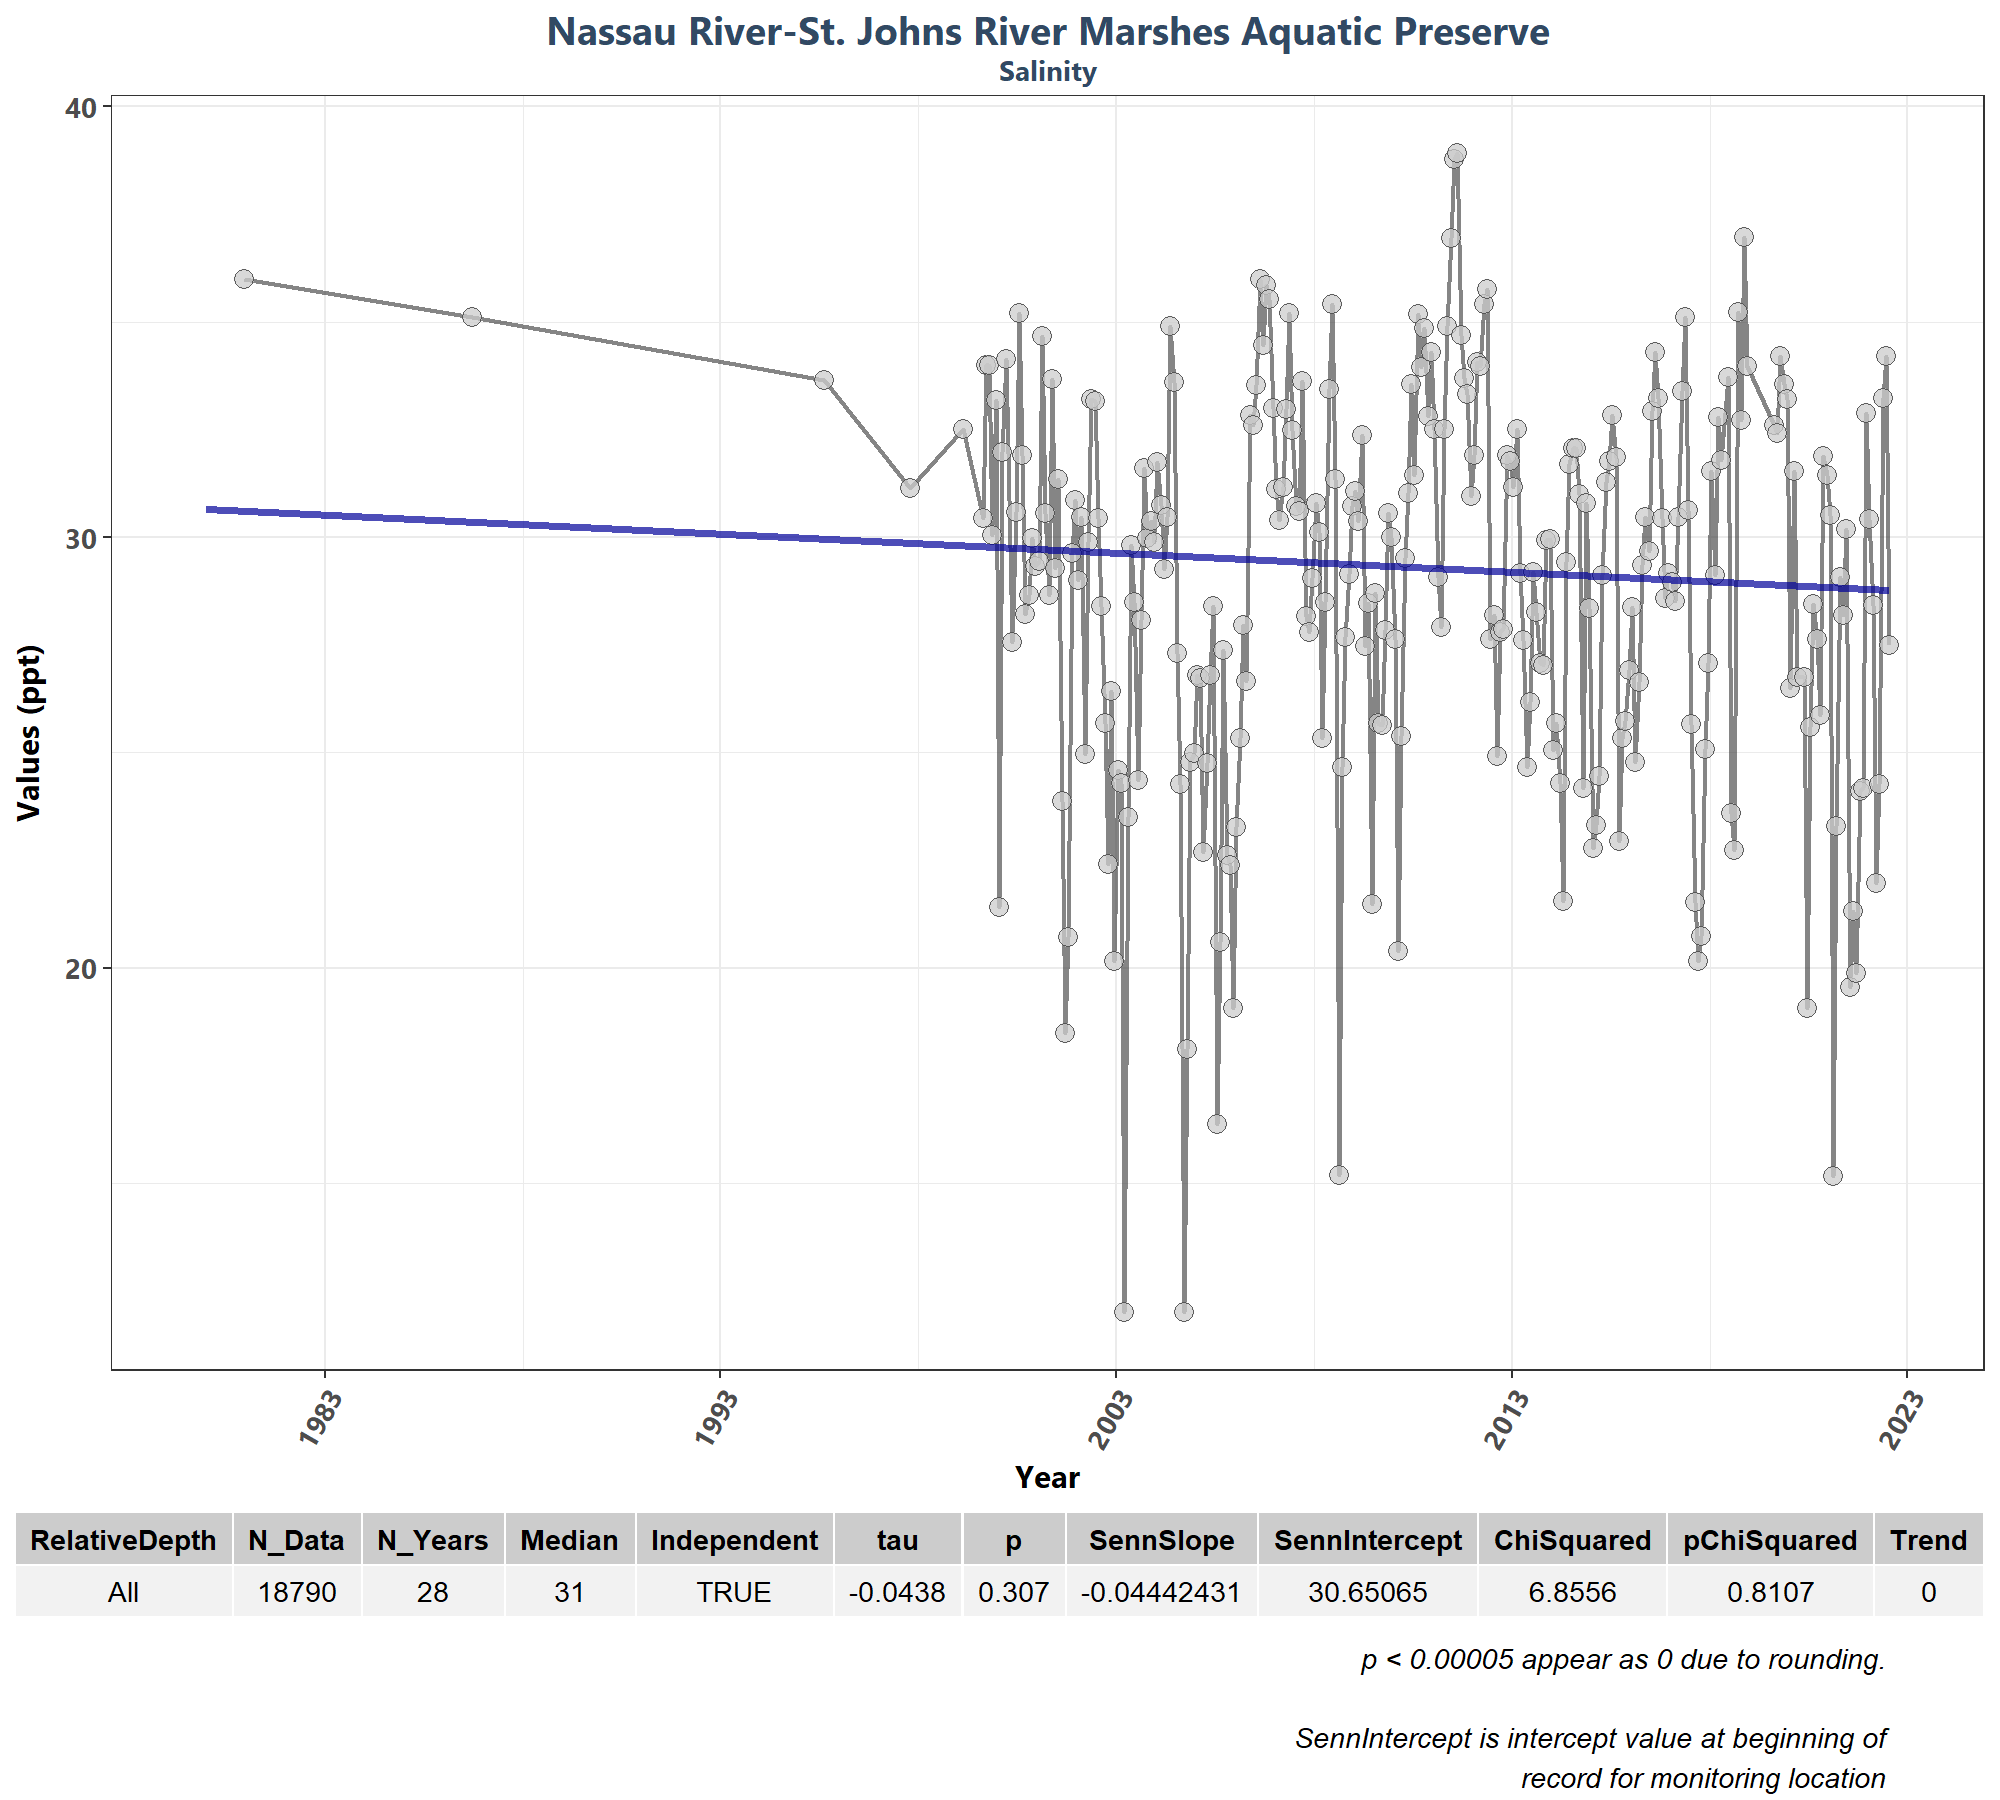 Nassau River-St. Johns River Marshes Aquatic Preserve
Salinity
40
30
20
Values (ppt)
1983
1993
2003
2013
2023
Year
RelativeDepth N_Data N_Years Median Independent tau p SennSlope SennIntercept ChiSquared pChiSquared Trend
All 18790 28 31 TRUE -0.0438 0.307 -0.04442431 30.65065 6.8556 0.8107 0
p < 0.00005 appear as 0 due to rounding.
SennIntercept is intercept value at beginning of
record for monitoring location